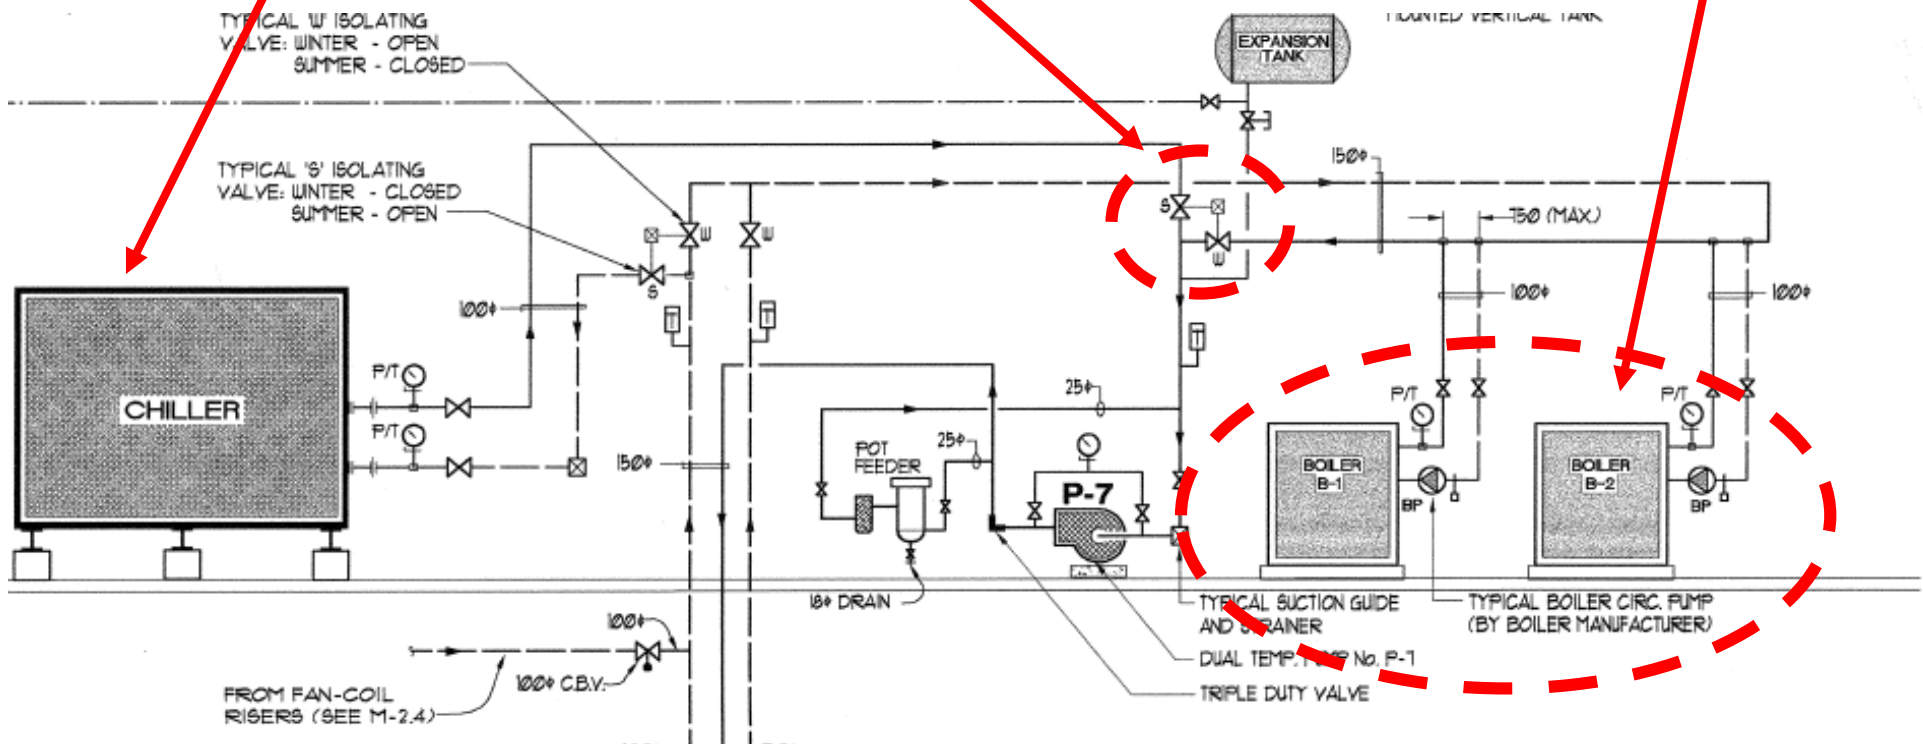 TYPICAL 'W' ISOLATING
VALVE: WINTER - OPEN
SUMMER - CLOSED
EXPANSION
TANK
MOUNTED VERTICAL TANK
TYPICAL 'S' ISOLATING
VALVE: WINTER - CLOSED
SUMMER - OPEN
150ϕ
S
W
W
W
S
750 (MAX.)
100ϕ
100ϕ
100ϕ
T
T
T
P/T
CHILLER
P/T
25ϕ
P/T
P/T
POT
FEEDER
25ϕ
150ϕ
P-7
BOILER
B-1
BP
BOILER
B-2
BP
18ϕ DRAIN
TYPICAL SUCTION GUIDE
AND STRAINER
TYPICAL BOILER CIRC. PUMP
(BY BOILER MANUFACTURER)
100ϕ
DUAL TEMP. PUMP No. P-7
100ϕ C.B.V.
TRIPLE DUTY VALVE
FROM FAN-COIL
RISERS (SEE M-2.4)